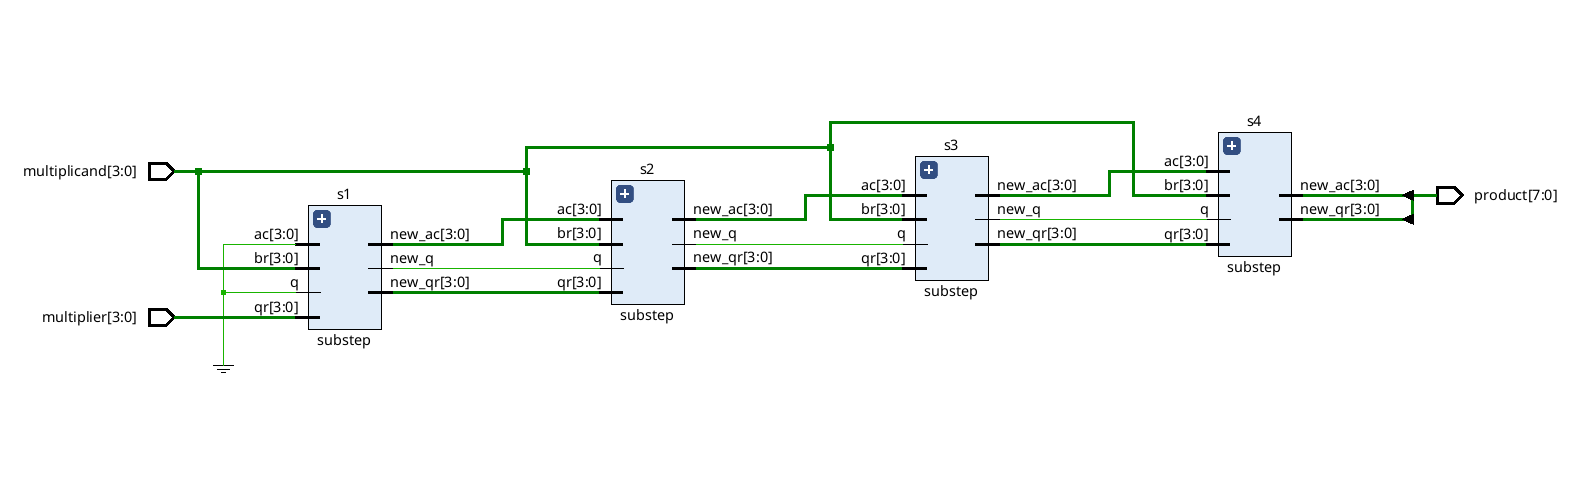 multiplicand[3:0]
multiplier[3:0]
s1
ac[3:0]
br[3:0]
q
qr[3:0]
new_ac[3:0]
new_q
new_qr[3:0]
substep
s2
ac[3:0]
br[3:0]
q
qr[3:0]
new_ac[3:0]
new_q
new_qr[3:0]
substep
s3
ac[3:0]
br[3:0]
q
qr[3:0]
new_ac[3:0]
new_q
new_qr[3:0]
substep
s4
ac[3:0]
br[3:0]
q
qr[3:0]
new_ac[3:0]
new_qr[3:0]
substep
product[7:0]